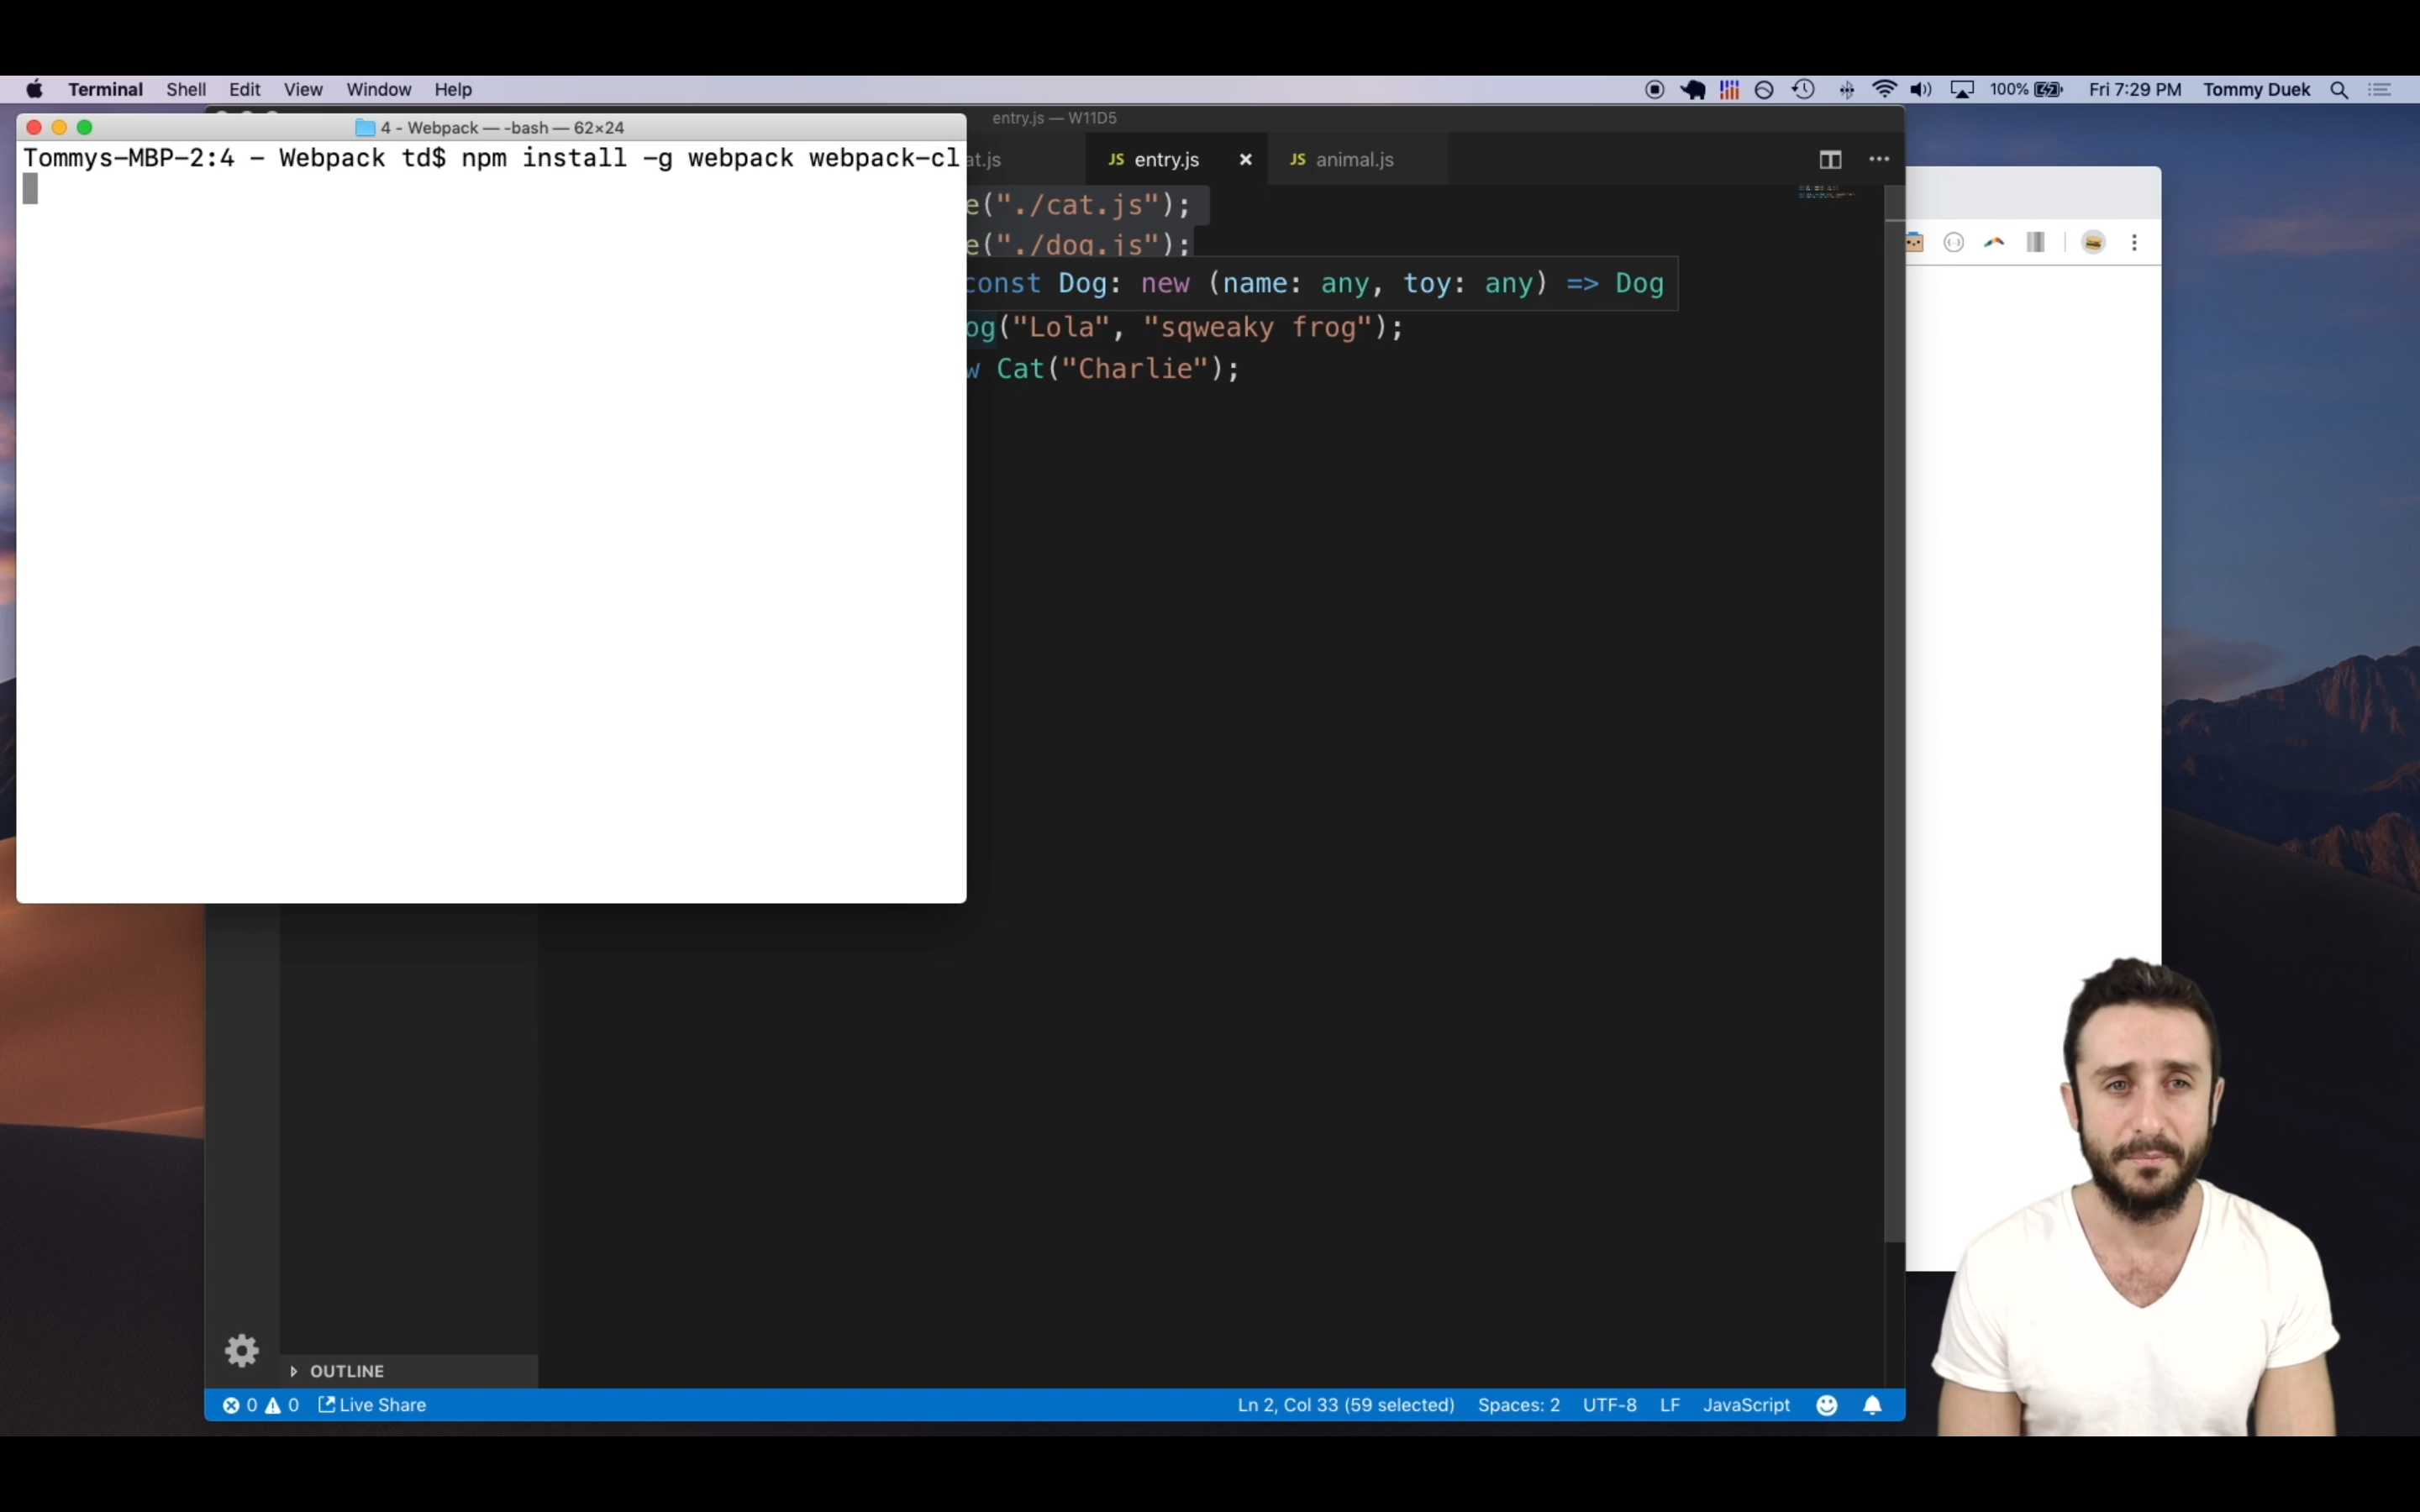 Terminal Shell Edit View Window Help 100% Fri 7:29 PM Tommy Duek
entry.js — W11D5
4 - Webpack — -bash — 62×24
Tommys-MBP-2:4 - Webpack td$ npm install -g webpack webpack-cl
at.js JS entry.js × JS animal.js
e("./cat.js");
e("./dog.js");
const Dog: new (name: any, toy: any) => Dog
og("Lola", "sqweaky frog");
w Cat("Charlie");
OUTLINE
0 0 Live Share Ln 2, Col 33 (59 selected) Spaces: 2 UTF-8 LF JavaScript